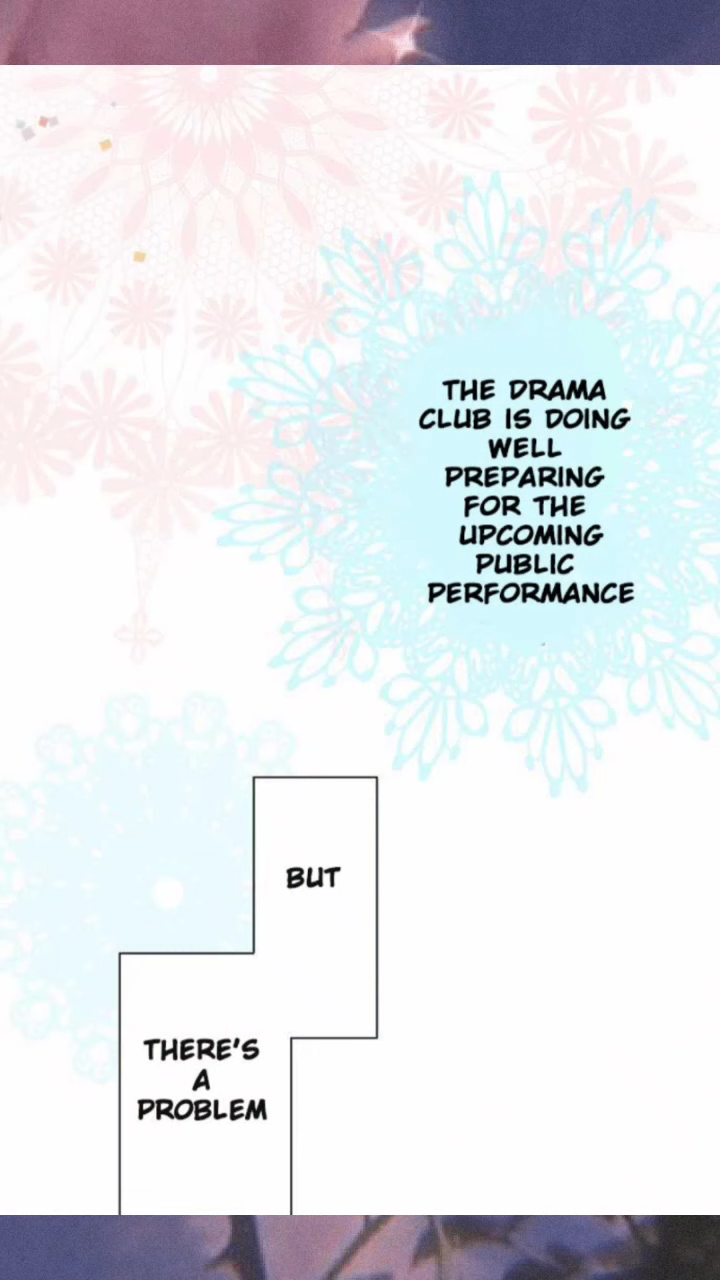 THE DRAMA
CLUB IS DOING
WELL
PREPARING
FOR THE
UPCOMING
PUBLIC
PERFORMANCE
BUT
THERE'S
A
PROBLEM